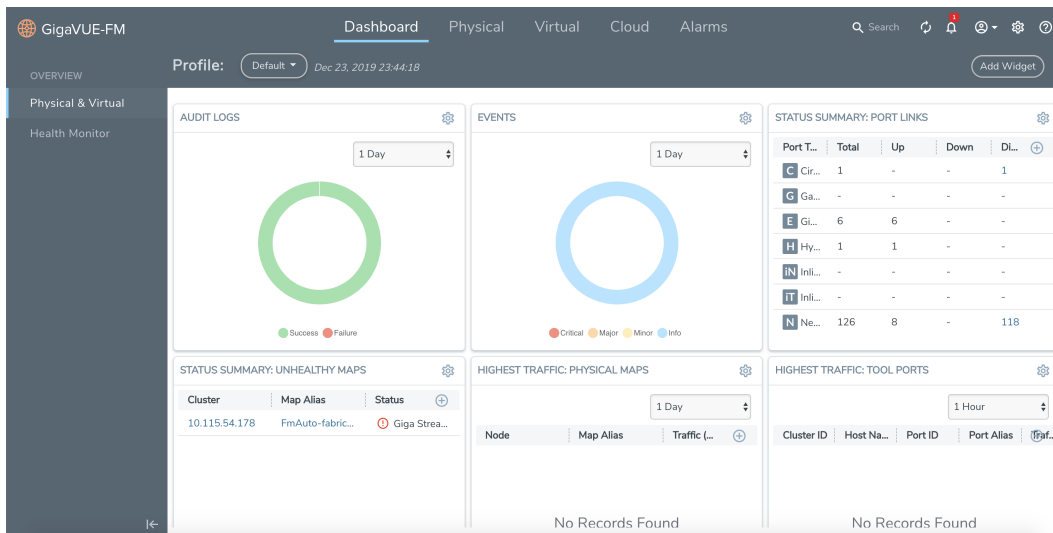 GigaVUE-FM
Dashboard Physical Virtual Cloud Alarms
Search
1
OVERVIEW
Physical & Virtual
Health Monitor
Profile: Default Dec 23, 2019 23:44:18
Add Widget
AUDIT LOGS
1 Day
Success Failure
EVENTS
1 Day
Critical Major Minor Info
STATUS SUMMARY: PORT LINKS
Port T... Total Up Down Di...
C Cir... 1 - - 1
G Ga... - - - -
E Gi... 6 6 - -
H Hy... 1 1 - -
iN Inli... - - - -
iT Inli... - - - -
N Ne... 126 8 - 118
STATUS SUMMARY: UNHEALTHY MAPS
Cluster Map Alias Status
10.115.54.178 FmAuto-fabric... Giga Strea...
HIGHEST TRAFFIC: PHYSICAL MAPS
1 Day
Node Map Alias Traffic (...
No Records Found
HIGHEST TRAFFIC: TOOL PORTS
1 Hour
Cluster ID Host Na... Port ID Port Alias Traf...
No Records Found